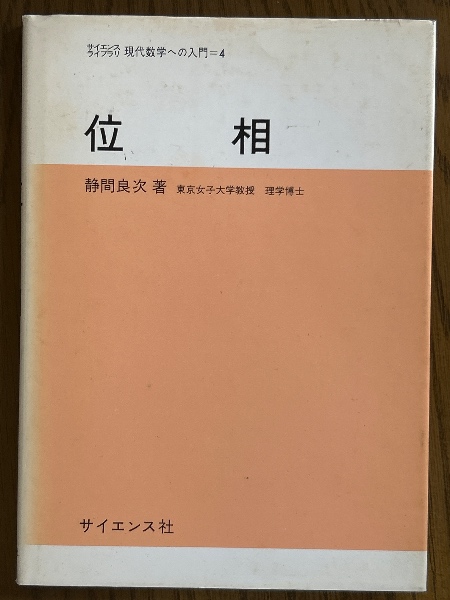 サイエンス
ライブラリ 現代数学への入門=4
位 相
静間良次 著 東京女子大学教授 理学博士
サイエンス社